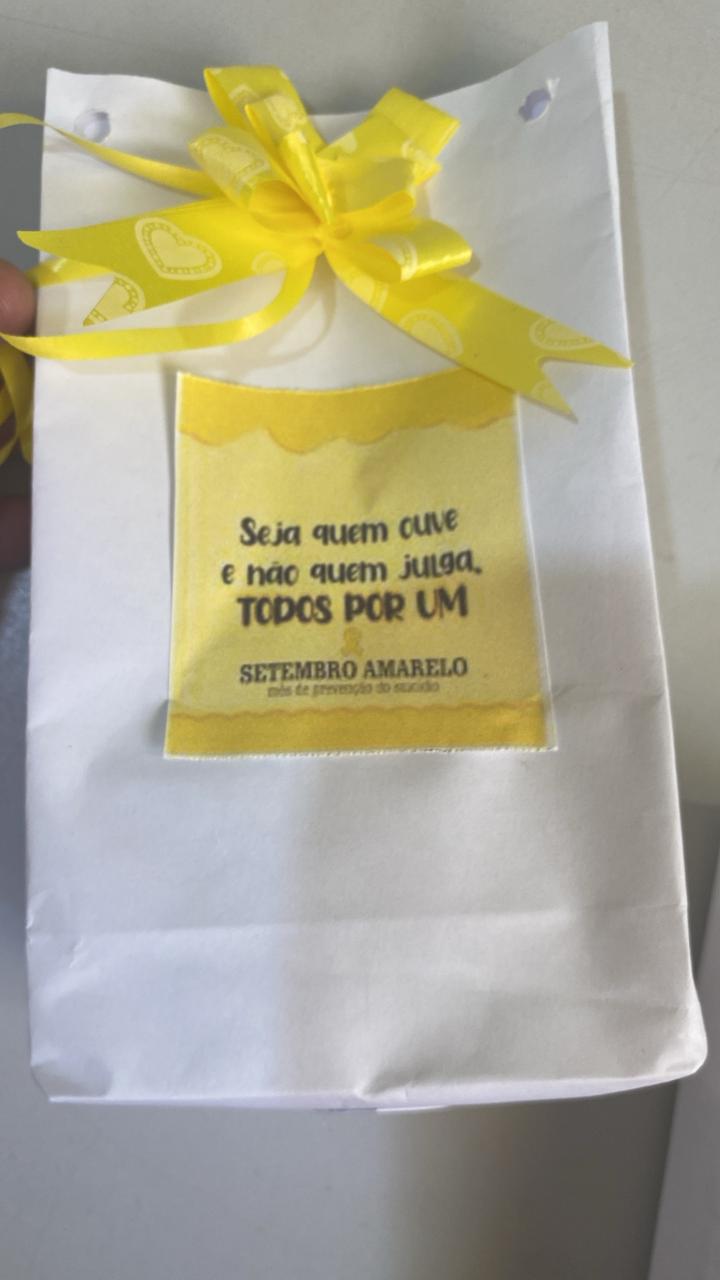 Seja quem ouve
e não quem julga.
TODOS POR UM
SETEMBRO AMARELO
mês de prevenção do suicídio